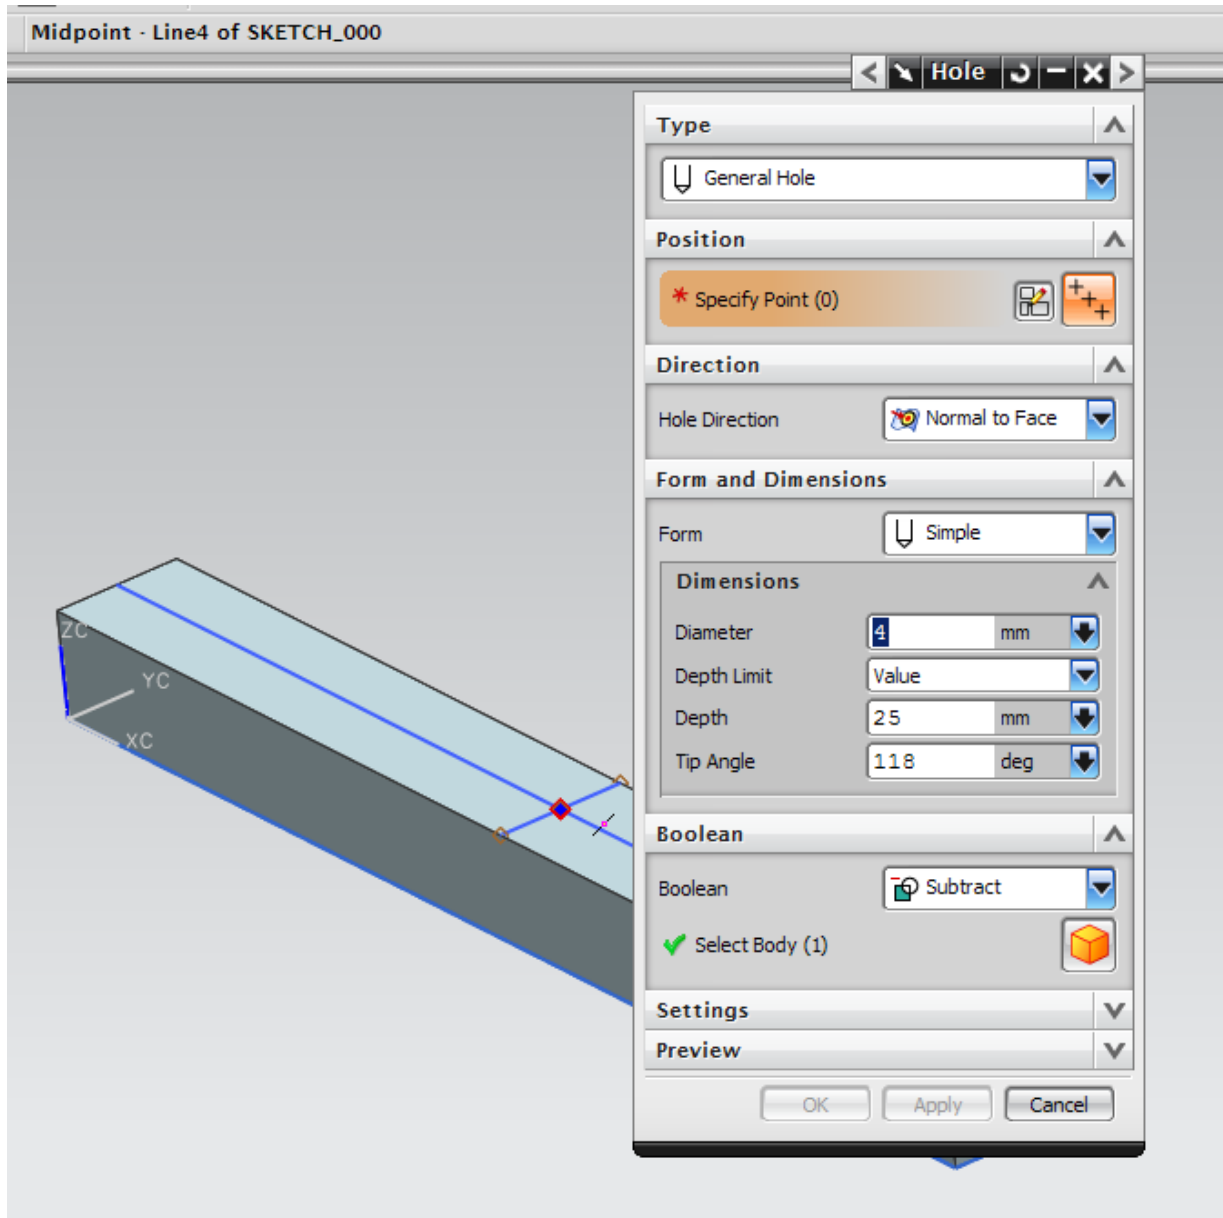 Midpoint - Line4 of SKETCH_000
Hole
Type
General Hole
Position
* Specify Point (0)
Direction
Hole Direction
Normal to Face
Form and Dimensions
Form
Simple
Dimensions
Diameter 4 mm
Depth Limit Value
Depth 25 mm
Tip Angle 118 deg
Boolean
Boolean
Subtract
Select Body (1)
Settings
Preview
OK Apply Cancel
ZC
YC
XC